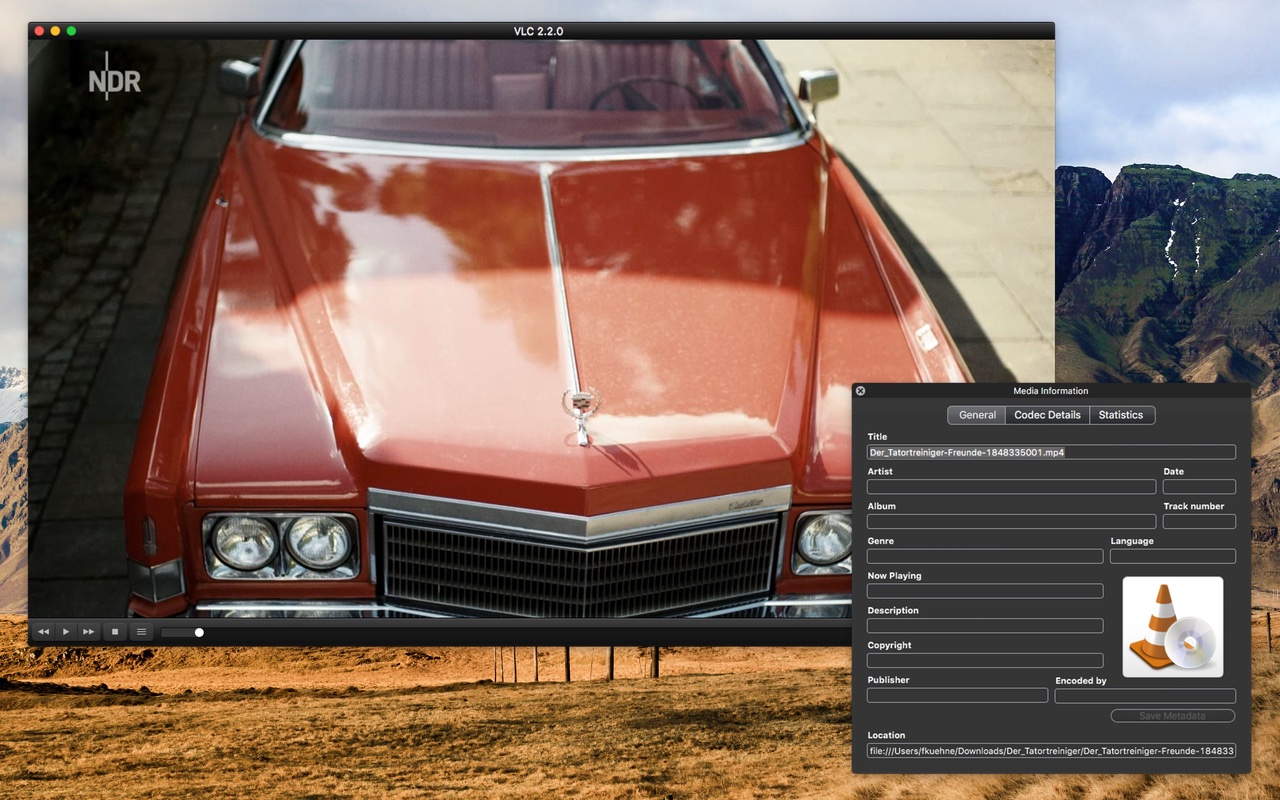 VLC 2.2.0
NDR
Media Information
General Codec Details Statistics
Title
Der_Tatortreiniger-Freunde-1848335001.mp4
Artist Date
Album Track number
Genre Language
Now Playing
Description
Copyright
Publisher Encoded by
Save Metadata
Location
file:///Users/fkuehne/Downloads/Der_Tatortreiniger/Der_Tatortreiniger-Freunde-184833